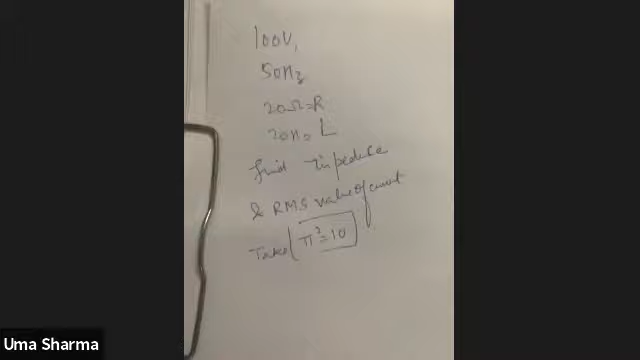 100V,
50Hz
20Ω=R
20H= L
find impedance
& RMS value of current
Take π²=10
Uma Sharma